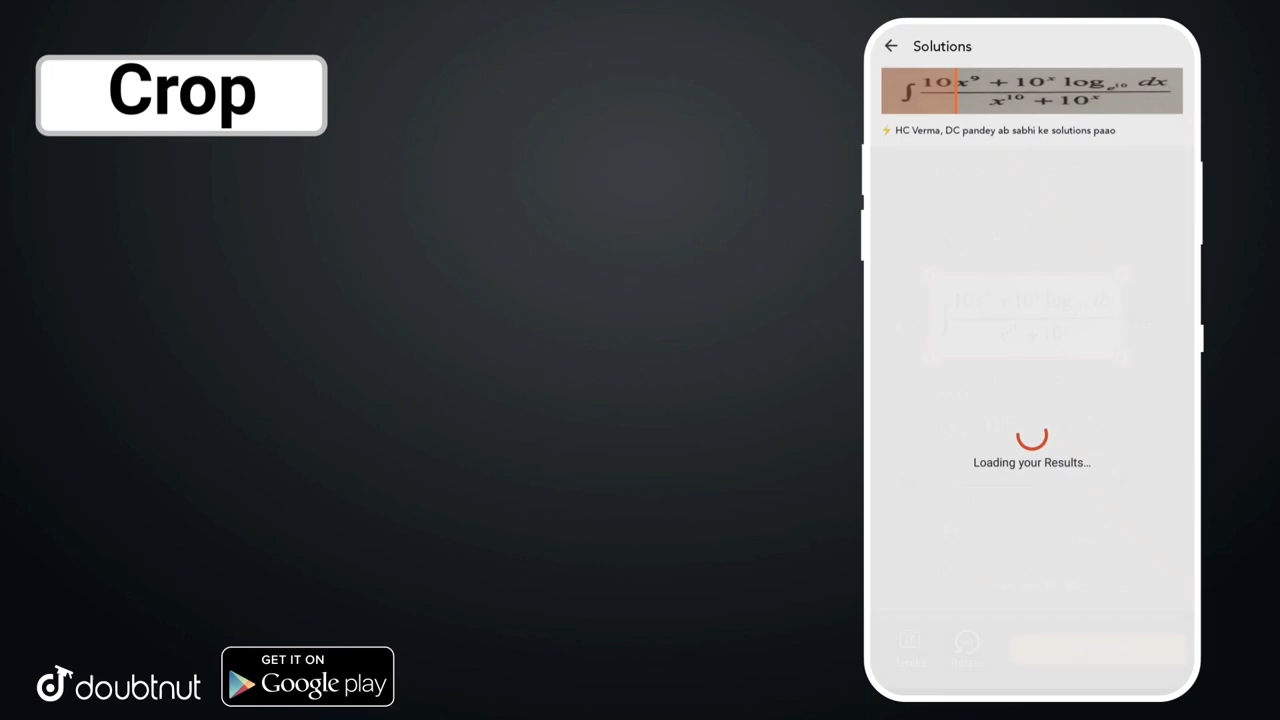 Crop
Solutions
∫ 10x⁹ + 10ˣ logₑ10 dx
x¹⁰ + 10ˣ
⚡ HC Verma, DC pandey ab sabhi ke solutions paao
Loading your Results...
doubtnut
GET IT ON
Google play